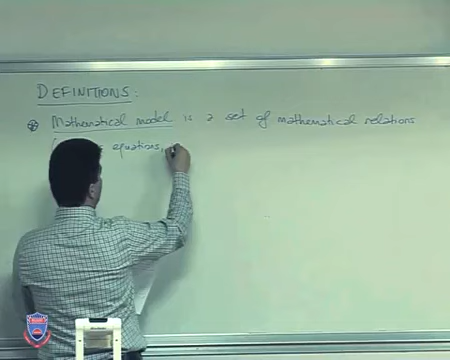 DEFINITIONS:
⊛ Mathematical model is a set of mathematical relations
equations,